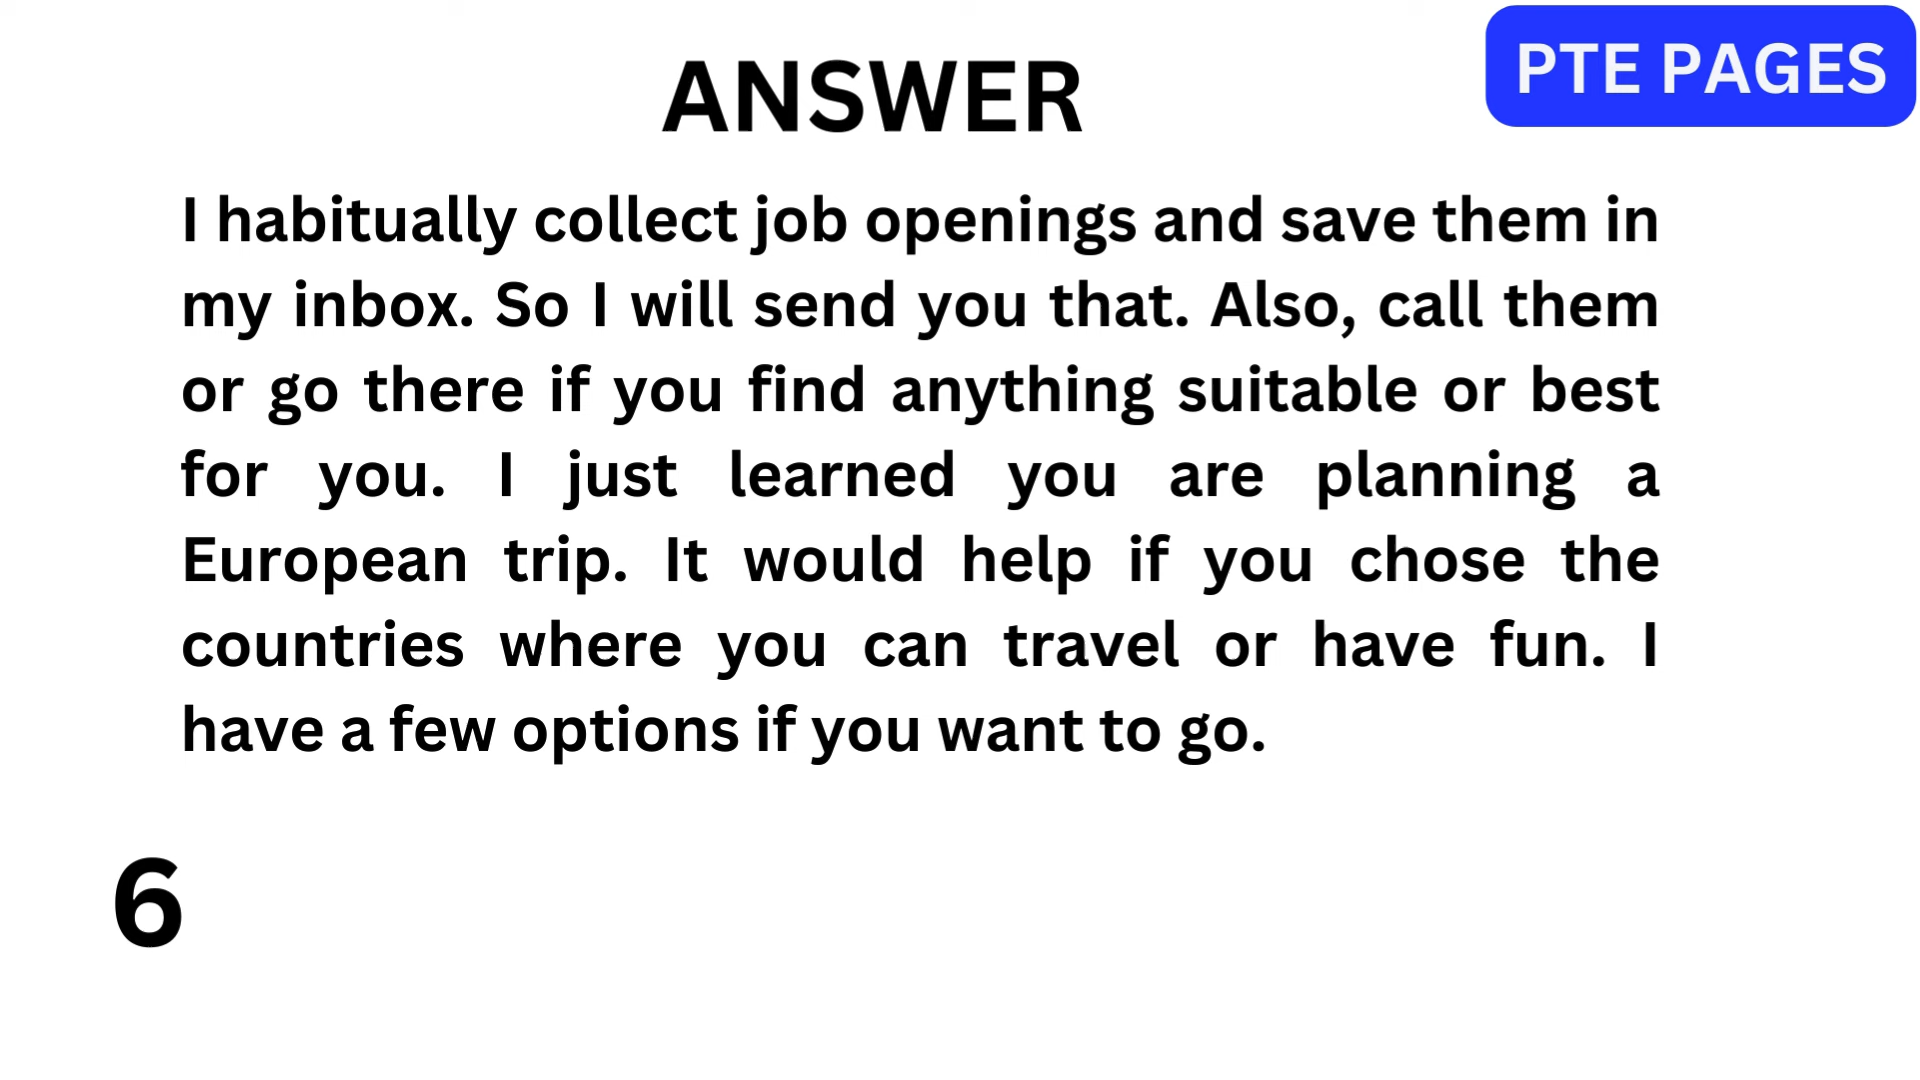 PTE PAGES
ANSWER
I habitually collect job openings and save them in
my inbox. So I will send you that. Also, call them
or go there if you find anything suitable or best
for you. I just learned you are planning a
European trip. It would help if you chose the
countries where you can travel or have fun. I
have a few options if you want to go.
6